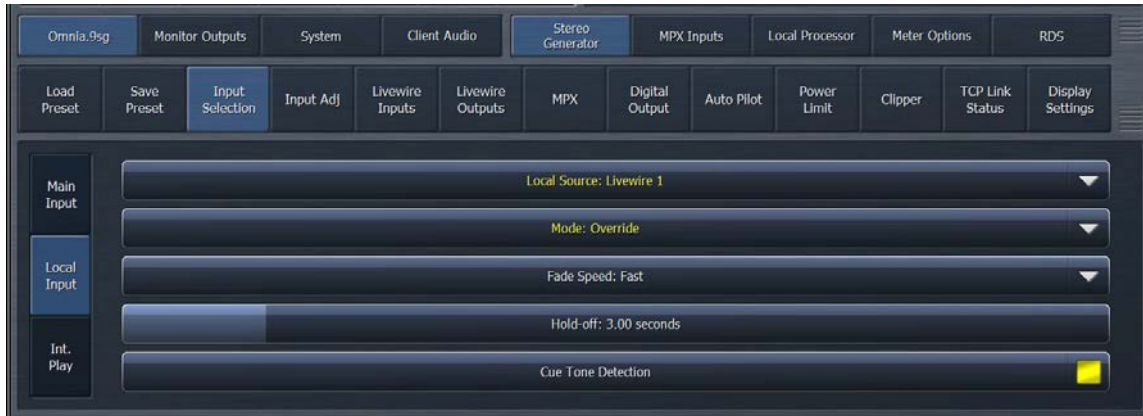 Omnia.9sg Monitor Outputs System Client Audio Stereo Generator MPX Inputs Local Processor Meter Options RDS
Load Preset Save Preset Input Selection Input Adj Livewire Inputs Livewire Outputs MPX Digital Output Auto Pilot Power Limit Clipper TCP Link Status Display Settings
Main Input
Local Input
Int. Play
Local Source: Livewire 1
Mode: Override
Fade Speed: Fast
Hold-off: 3.00 seconds
Cue Tone Detection